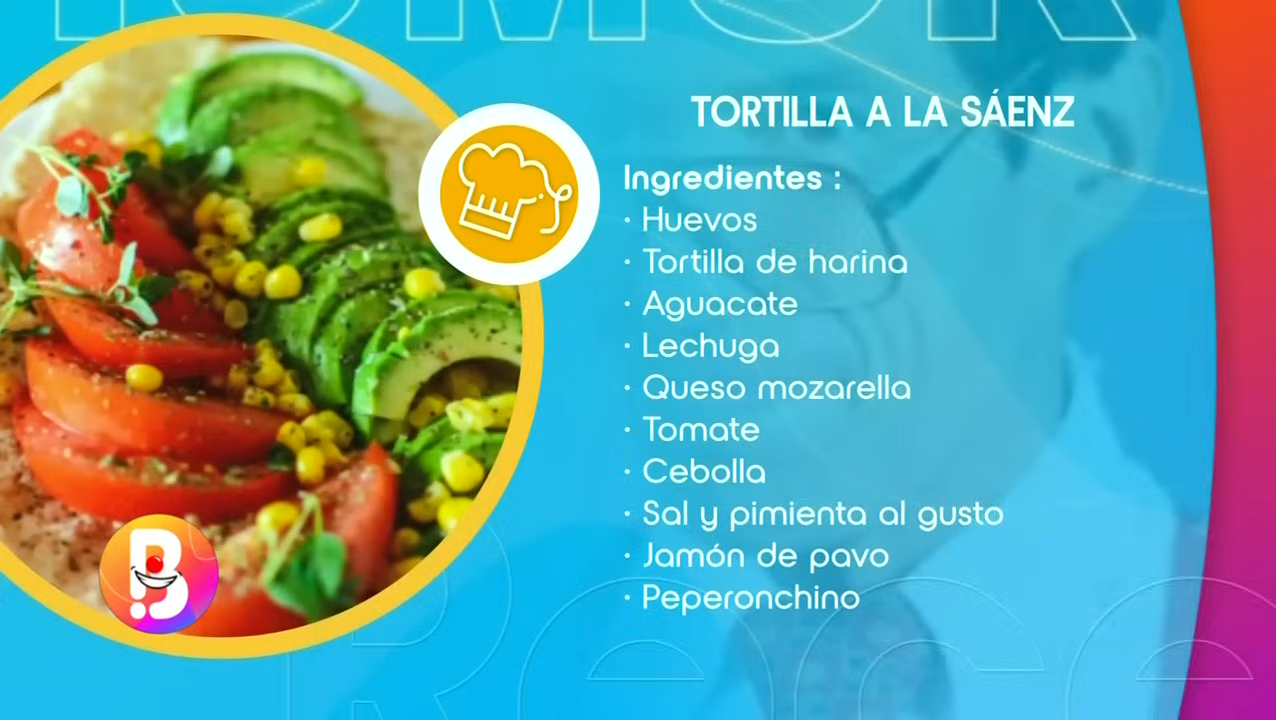 TORTILLA A LA SÁENZ
Ingredientes :
· Huevos
· Tortilla de harina
· Aguacate
· Lechuga
· Queso mozarella
· Tomate
· Cebolla
· Sal y pimienta al gusto
· Jamón de pavo
· Peperonchino
B
Rece